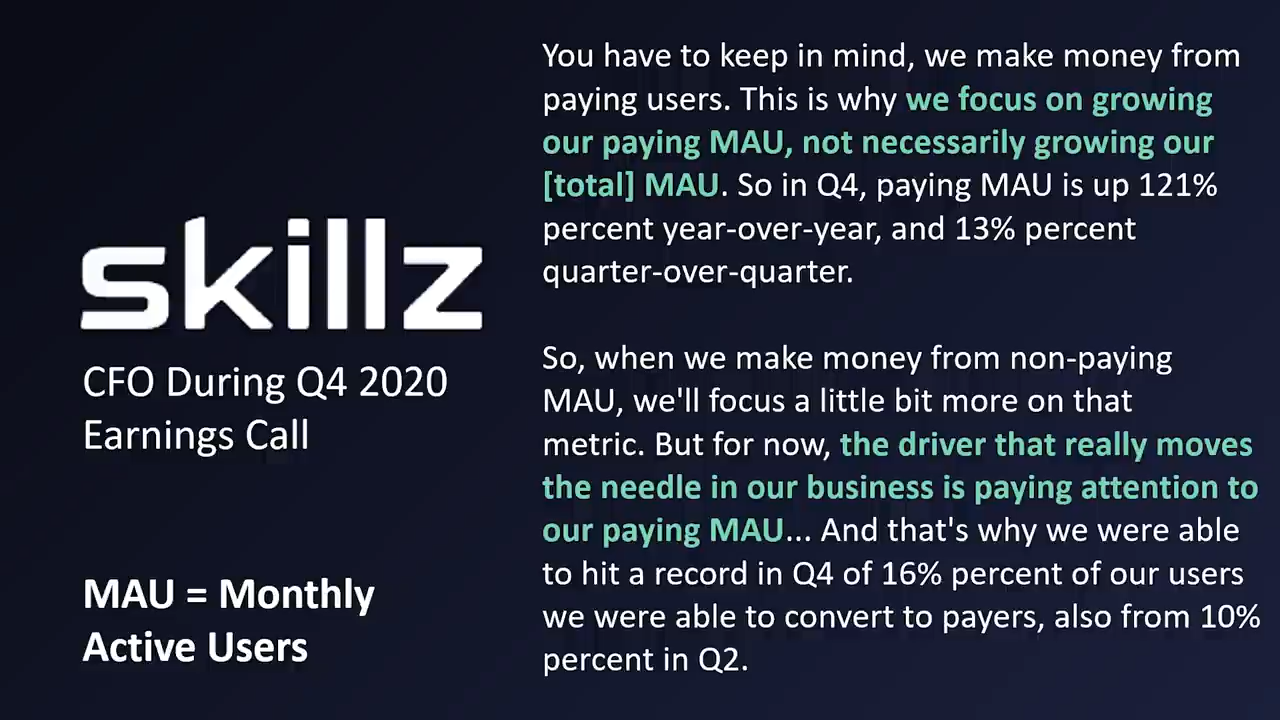 skillz
CFO During Q4 2020
Earnings Call
MAU = Monthly
Active Users
You have to keep in mind, we make money from
paying users. This is why we focus on growing
our paying MAU, not necessarily growing our
[total] MAU. So in Q4, paying MAU is up 121%
percent year-over-year, and 13% percent
quarter-over-quarter.
So, when we make money from non-paying
MAU, we'll focus a little bit more on that
metric. But for now, the driver that really moves
the needle in our business is paying attention to
our paying MAU... And that's why we were able
to hit a record in Q4 of 16% percent of our users
we were able to convert to payers, also from 10%
percent in Q2.